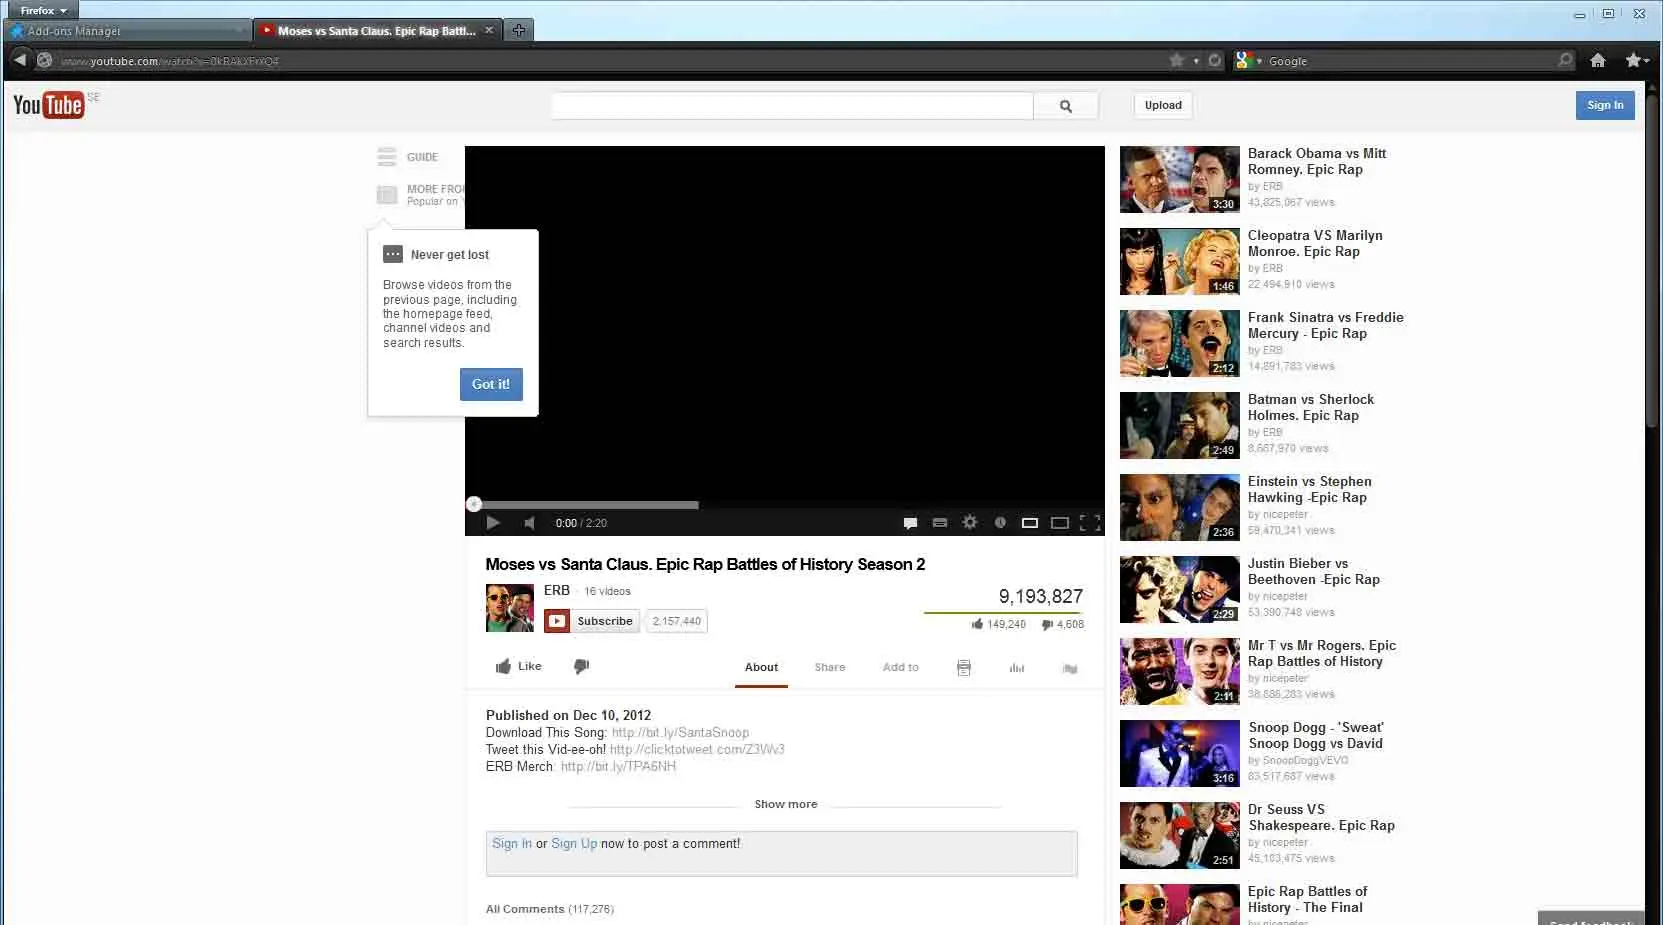 Firefox
Add-ons Manager
Moses vs Santa Claus. Epic Rap Battl...
Google
YouTube SE
Upload
Sign In
GUIDE
MORE FRO
Popular on
Never get lost
Browse videos from the
previous page, including
the homepage feed,
channel videos and
search results.
Got it!
0:00 / 2:20
Moses vs Santa Claus. Epic Rap Battles of History Season 2
ERB · 16 videos
Subscribe 2,157,440
9,193,827
149,240 4,608
Like
About Share Add to
Published on Dec 10, 2012
Download This Song: http://bit.ly/SantaSnoop
Tweet this Vid-ee-oh! http://clicktotweet.com/Z3Wv3
ERB Merch: http://bit.ly/TPA6NH
Show more
Sign In or Sign Up now to post a comment!
All Comments (117,276)
3:30
Barack Obama vs Mitt
Romney. Epic Rap
by ERB
43,825,067 views
1:46
Cleopatra VS Marilyn
Monroe. Epic Rap
by ERB
22,494,910 views
2:12
Frank Sinatra vs Freddie
Mercury - Epic Rap
by ERB
14,891,783 views
2:49
Batman vs Sherlock
Holmes. Epic Rap
by ERB
8,667,970 views
2:36
Einstein vs Stephen
Hawking -Epic Rap
by nicepeter
59,470,341 views
2:29
Justin Bieber vs
Beethoven -Epic Rap
by nicepeter
53,390,748 views
2:11
Mr T vs Mr Rogers. Epic
Rap Battles of History
by nicepeter
38,886,283 views
3:16
Snoop Dogg - 'Sweat'
Snoop Dogg vs David
by SnoopDoggVEVO
83,517,687 views
2:51
Dr Seuss VS
Shakespeare. Epic Rap
by nicepeter
45,103,475 views
Epic Rap Battles of
History - The Final
by nicepeter
Send feedback